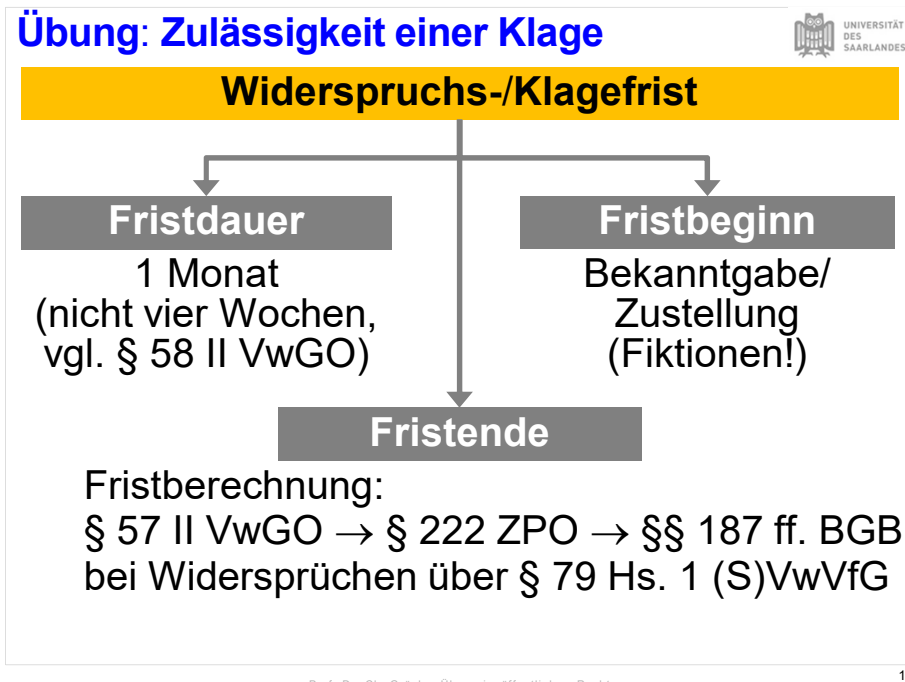 Übung: Zulässigkeit einer Klage
UNIVERSITÄT
DES
SAARLANDES
Widerspruchs-/Klagefrist
Fristdauer
1 Monat
(nicht vier Wochen,
vgl. § 58 II VwGO)
Fristbeginn
Bekanntgabe/
Zustellung
(Fiktionen!)
Fristende
Fristberechnung:
§ 57 II VwGO → § 222 ZPO → §§ 187 ff. BGB
bei Widersprüchen über § 79 Hs. 1 (S)VwVfG
1